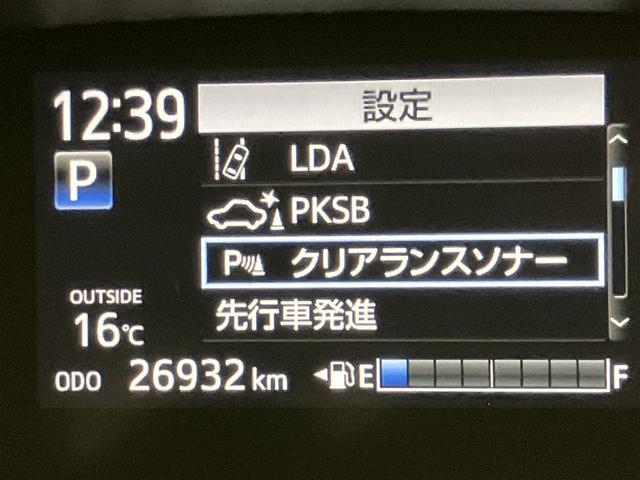 12:39
設定
LDA
P
PKSB
P クリアランスソナー
OUTSIDE
16℃
先行車発進
ODO 26932 km
E F